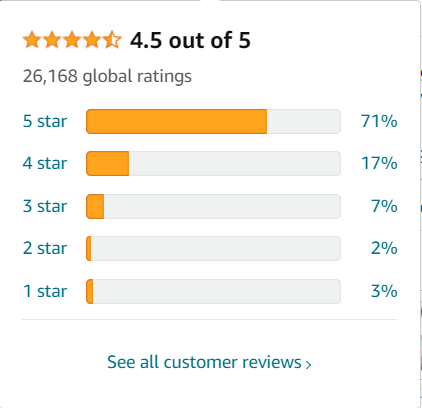 4.5 out of 5
26,168 global ratings
5 star 71%
4 star 17%
3 star 7%
2 star 2%
1 star 3%
See all customer reviews ›